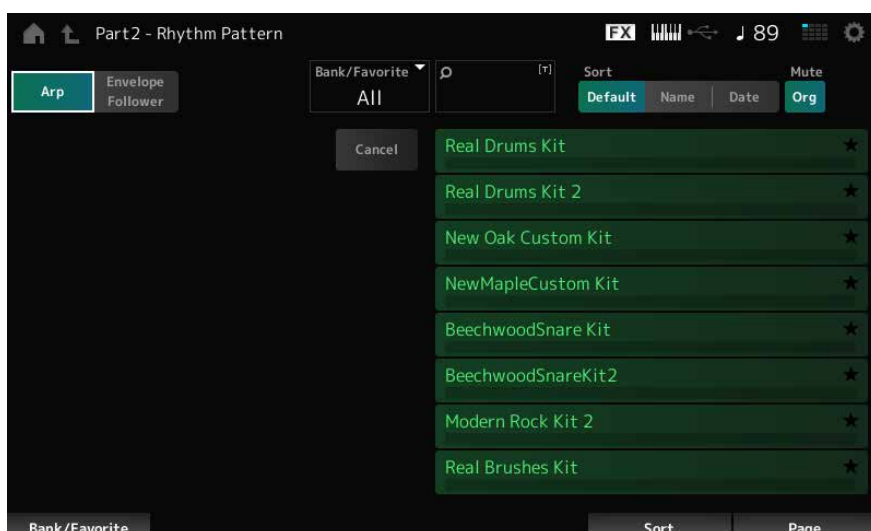 Part2 - Rhythm Pattern
FX
♩ 89
Arp
Envelope
Follower
Bank/Favorite
All
[T]
Sort
Default
Name
Date
Mute
Org
Cancel
Real Drums Kit
Real Drums Kit 2
New Oak Custom Kit
NewMapleCustom Kit
BeechwoodSnare Kit
BeechwoodSnareKit2
Modern Rock Kit 2
Real Brushes Kit
Bank/Favorite
Sort
Page